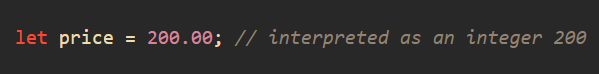 let price = 200.00; // interpreted as an integer 200